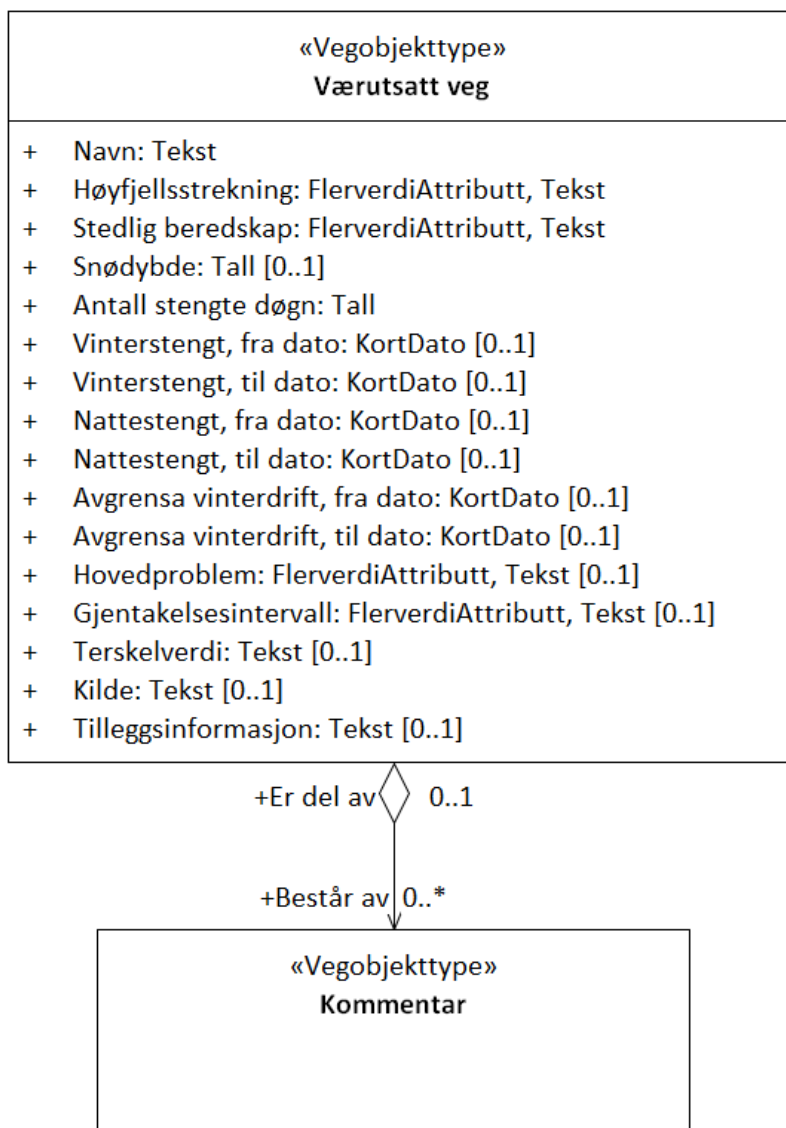 «Vegobjekttype»
Værutsatt veg
+ Navn: Tekst
+ Høyfjellsstrekning: FlerverdiAttributt, Tekst
+ Stedlig beredskap: FlerverdiAttributt, Tekst
+ Snødybde: Tall [0..1]
+ Antall stengte døgn: Tall
+ Vinterstengt, fra dato: KortDato [0..1]
+ Vinterstengt, til dato: KortDato [0..1]
+ Nattestengt, fra dato: KortDato [0..1]
+ Nattestengt, til dato: KortDato [0..1]
+ Avgrensa vinterdrift, fra dato: KortDato [0..1]
+ Avgrensa vinterdrift, til dato: KortDato [0..1]
+ Hovedproblem: FlerverdiAttributt, Tekst [0..1]
+ Gjentakelsesintervall: FlerverdiAttributt, Tekst [0..1]
+ Terskelverdi: Tekst [0..1]
+ Kilde: Tekst [0..1]
+ Tilleggsinformasjon: Tekst [0..1]
+Er del av 0..1
+Består av 0..*
«Vegobjekttype»
Kommentar